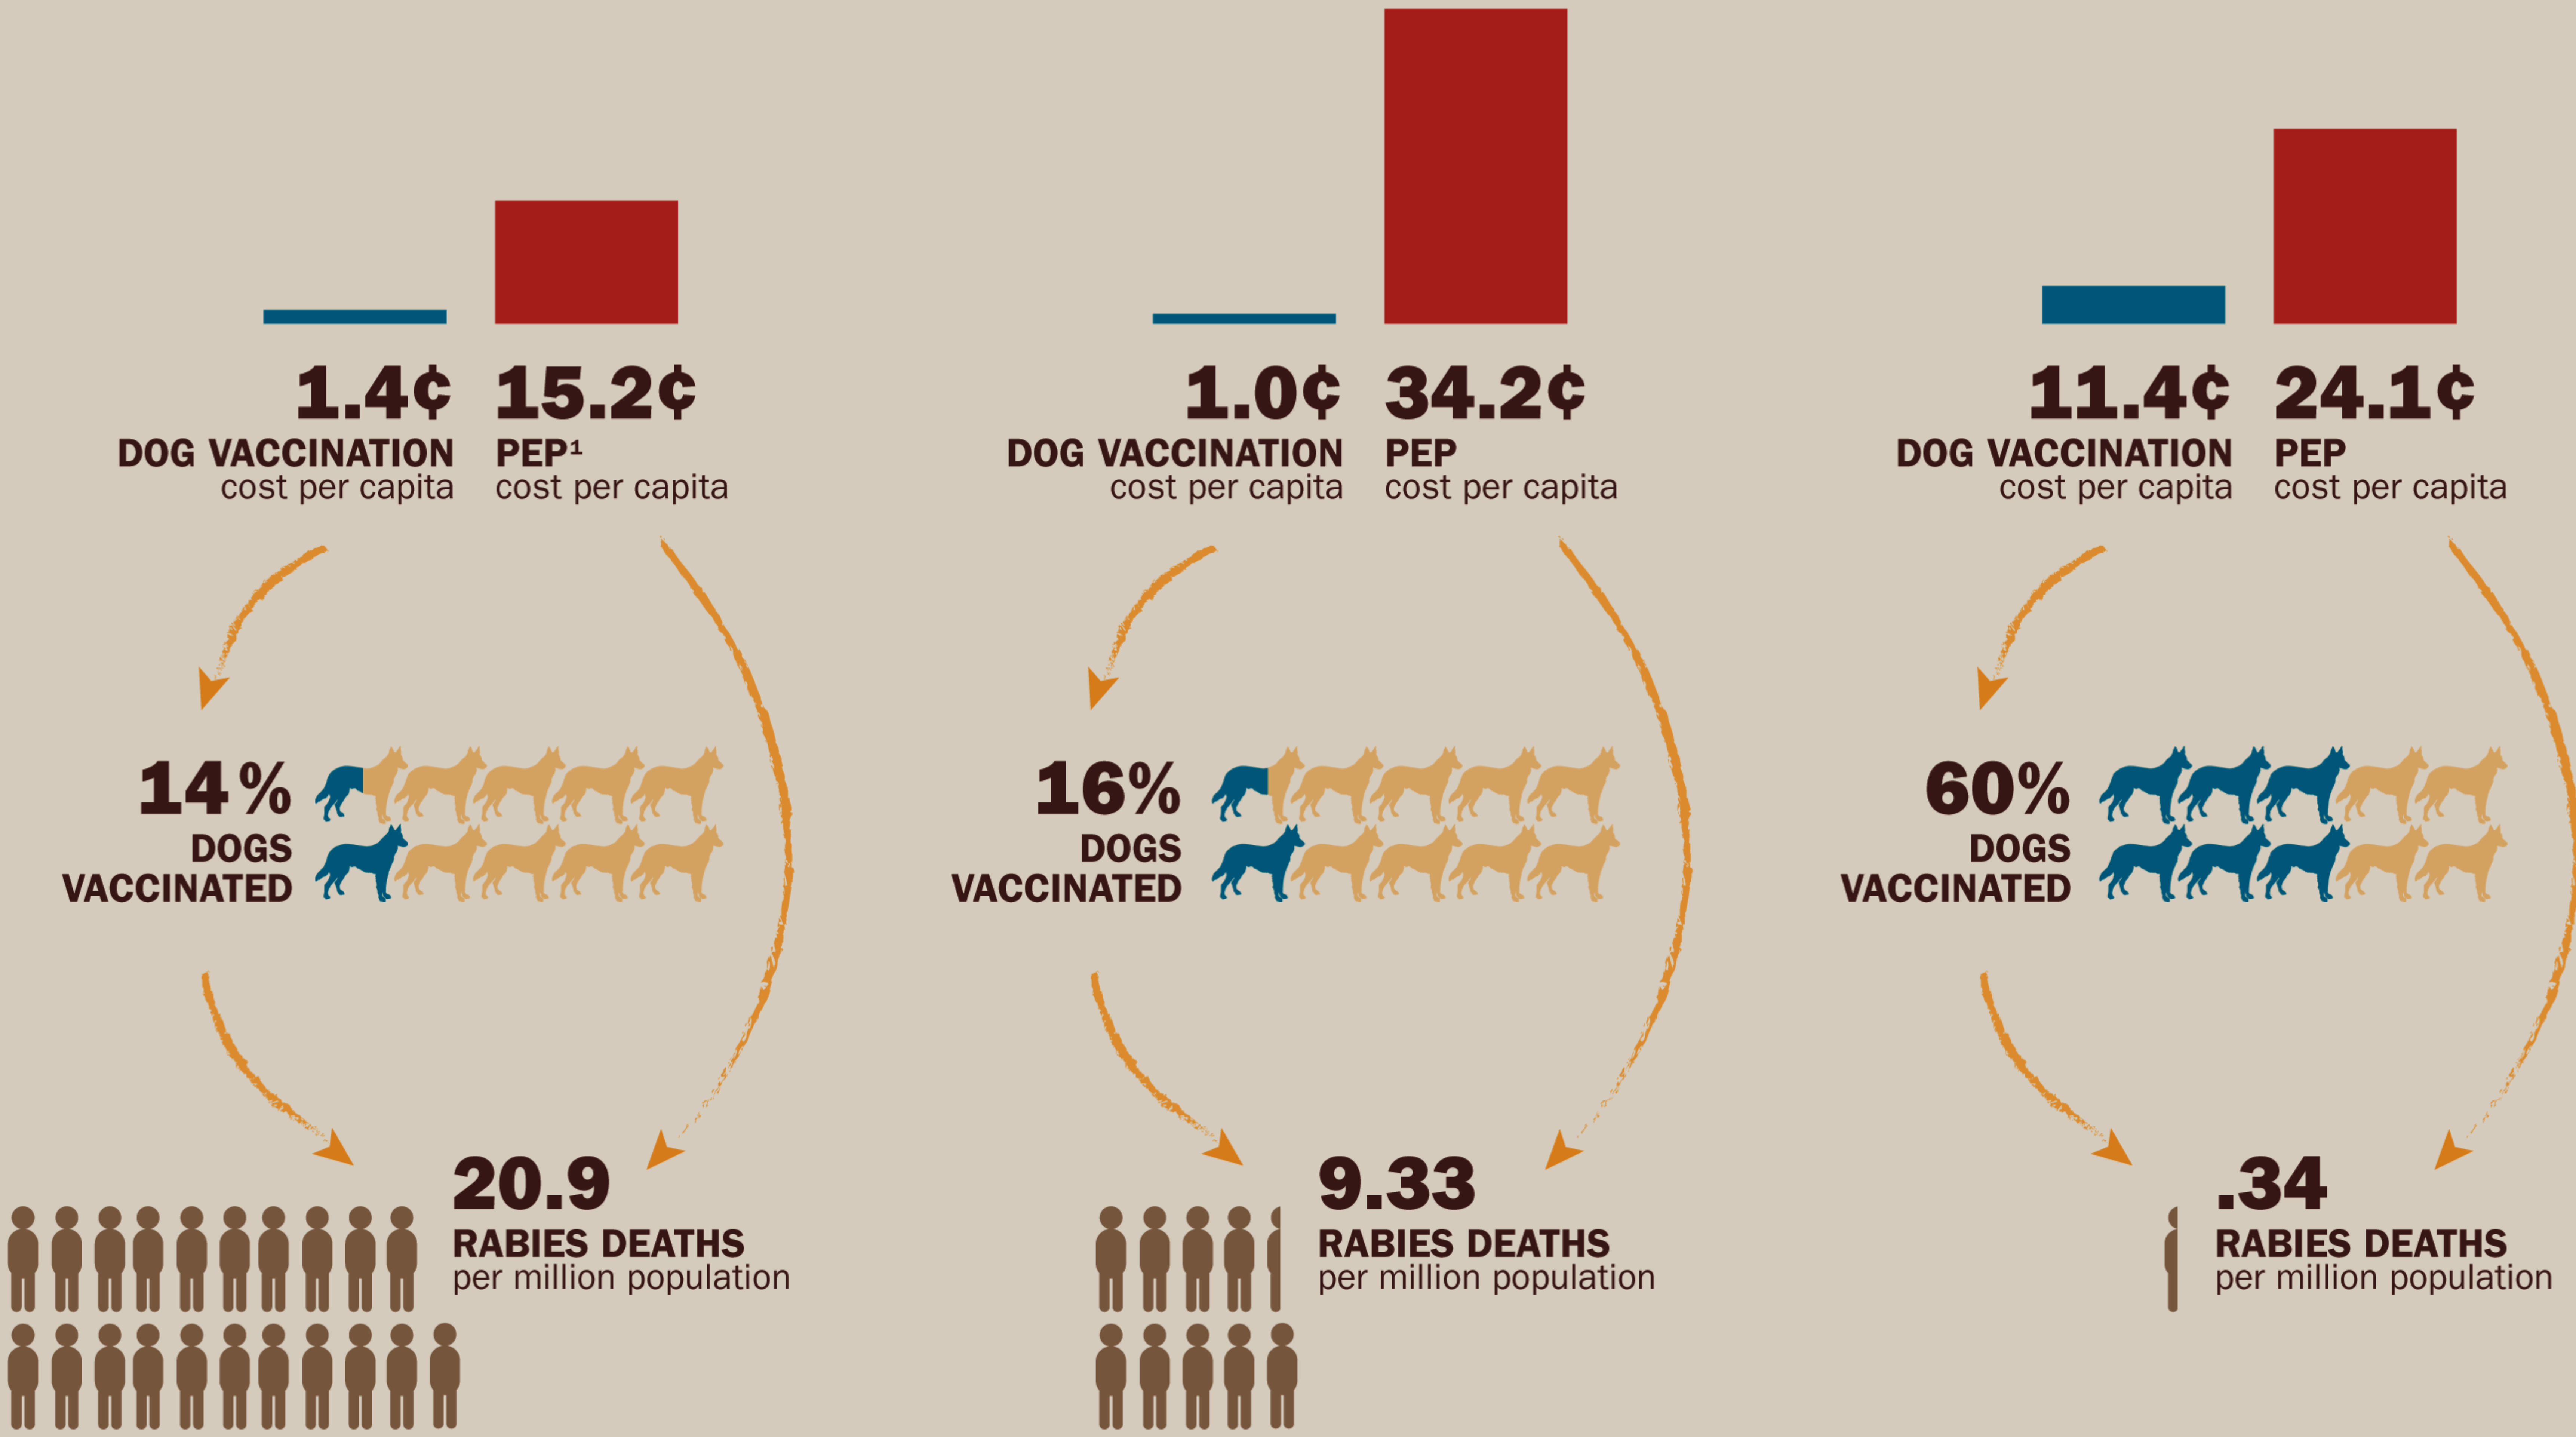 1.4¢ 15.2¢
DOG VACCINATION PEP¹
cost per capita cost per capita
14%
DOGS
VACCINATED
20.9
RABIES DEATHS
per million population
1.0¢ 34.2¢
DOG VACCINATION PEP
cost per capita cost per capita
16%
DOGS
VACCINATED
9.33
RABIES DEATHS
per million population
11.4¢ 24.1¢
DOG VACCINATION PEP
cost per capita cost per capita
60%
DOGS
VACCINATED
.34
RABIES DEATHS
per million population